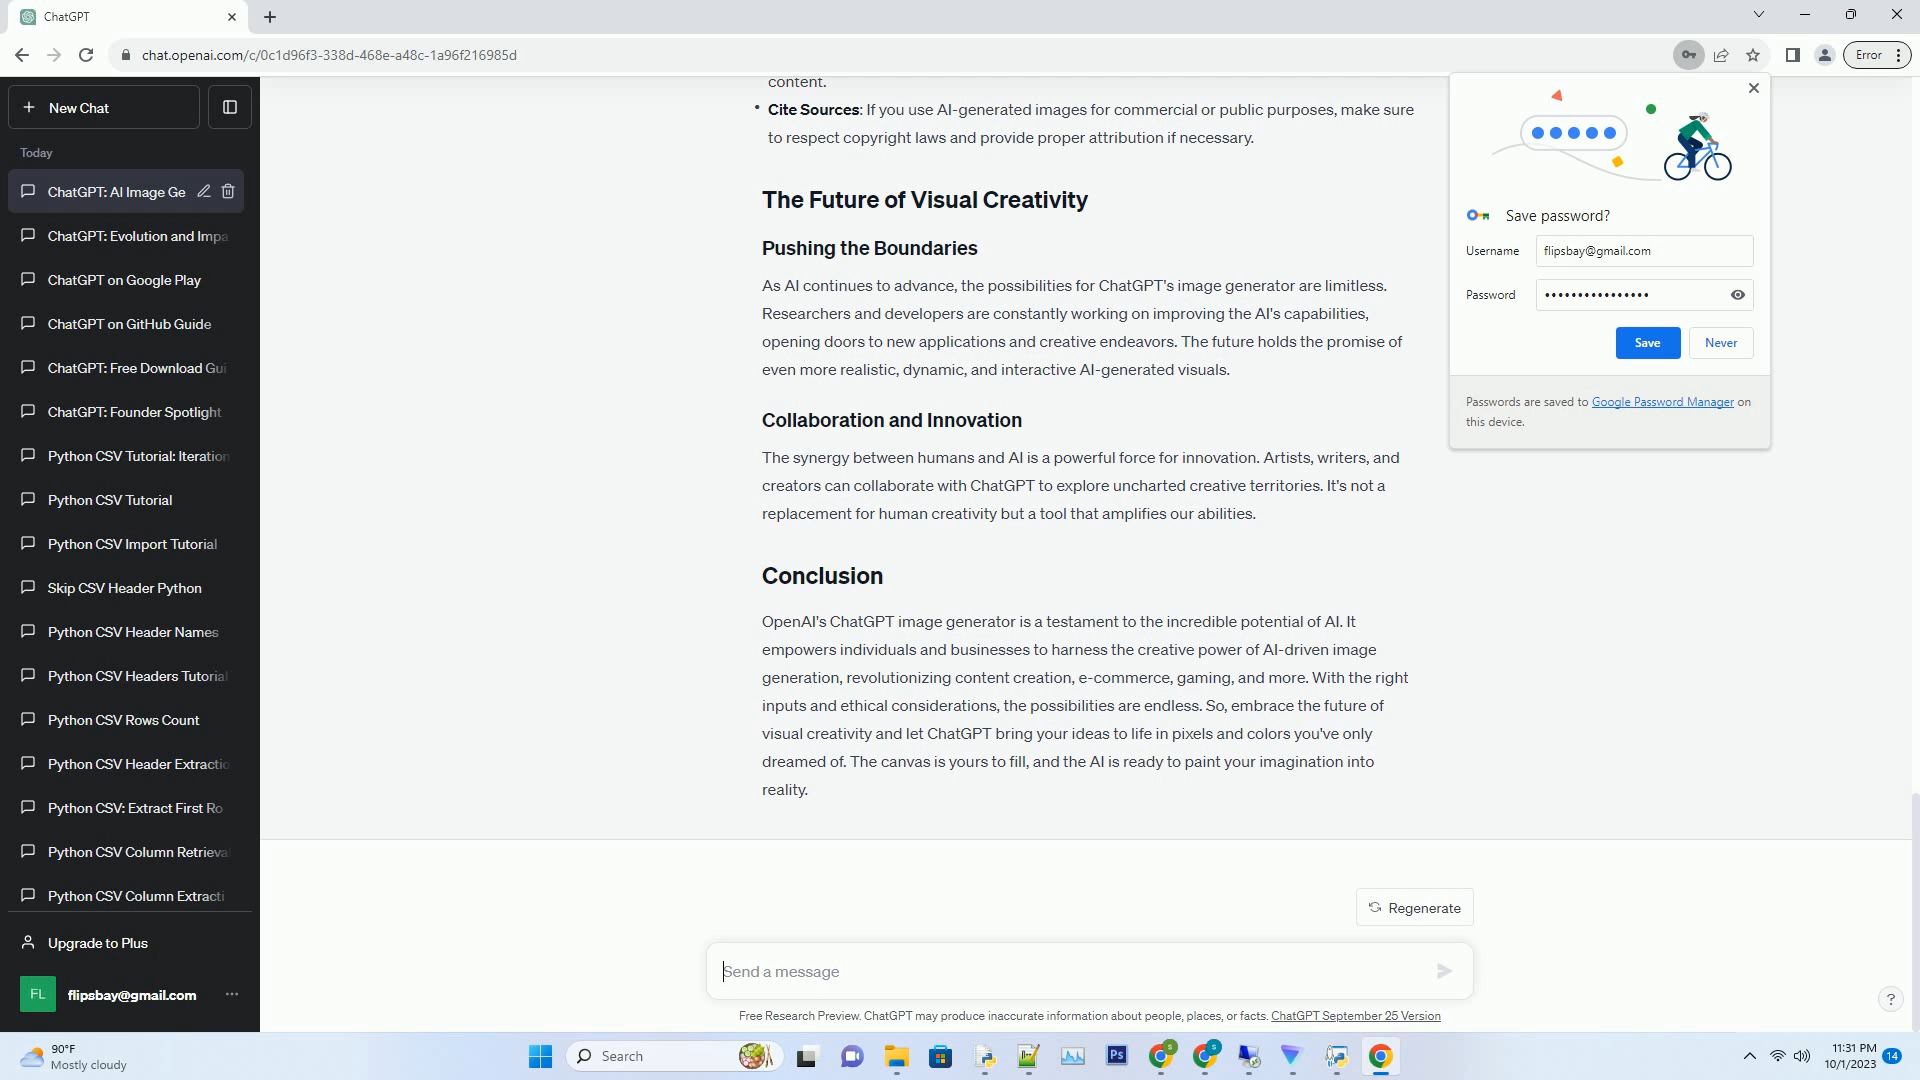 ChatGPT
chat.openai.com/c/0c1d96f3-338d-468e-a48c-1a96f216985d
Error
New Chat
Today
ChatGPT: AI Image Ge
ChatGPT: Evolution and Impa
ChatGPT on Google Play
ChatGPT on GitHub Guide
ChatGPT: Free Download Gui
ChatGPT: Founder Spotlight
Python CSV Tutorial: Iteration
Python CSV Tutorial
Python CSV Import Tutorial
Skip CSV Header Python
Python CSV Header Names
Python CSV Headers Tutorial
Python CSV Rows Count
Python CSV Header Extractio
Python CSV: Extract First Ro
Python CSV Column Retrieval
Python CSV Column Extracti
Upgrade to Plus
FL
flipsbay@gmail.com
content.
• Cite Sources: If you use AI-generated images for commercial or public purposes, make sure
to respect copyright laws and provide proper attribution if necessary.
The Future of Visual Creativity
Pushing the Boundaries
As AI continues to advance, the possibilities for ChatGPT's image generator are limitless.
Researchers and developers are constantly working on improving the AI's capabilities,
opening doors to new applications and creative endeavors. The future holds the promise of
even more realistic, dynamic, and interactive AI-generated visuals.
Collaboration and Innovation
The synergy between humans and AI is a powerful force for innovation. Artists, writers, and
creators can collaborate with ChatGPT to explore uncharted creative territories. It's not a
replacement for human creativity but a tool that amplifies our abilities.
Conclusion
OpenAI's ChatGPT image generator is a testament to the incredible potential of AI. It
empowers individuals and businesses to harness the creative power of AI-driven image
generation, revolutionizing content creation, e-commerce, gaming, and more. With the right
inputs and ethical considerations, the possibilities are endless. So, embrace the future of
visual creativity and let ChatGPT bring your ideas to life in pixels and colors you've only
dreamed of. The canvas is yours to fill, and the AI is ready to paint your imagination into
reality.
Regenerate
Send a message
Free Research Preview. ChatGPT may produce inaccurate information about people, places, or facts. ChatGPT September 25 Version
?
Save password?
Username
flipsbay@gmail.com
Password
••••••••••••••••
Save
Never
Passwords are saved to Google Password Manager on
this device.
90°F
Mostly cloudy
Search
Ps
S
S
11:31 PM
10/1/2023
14